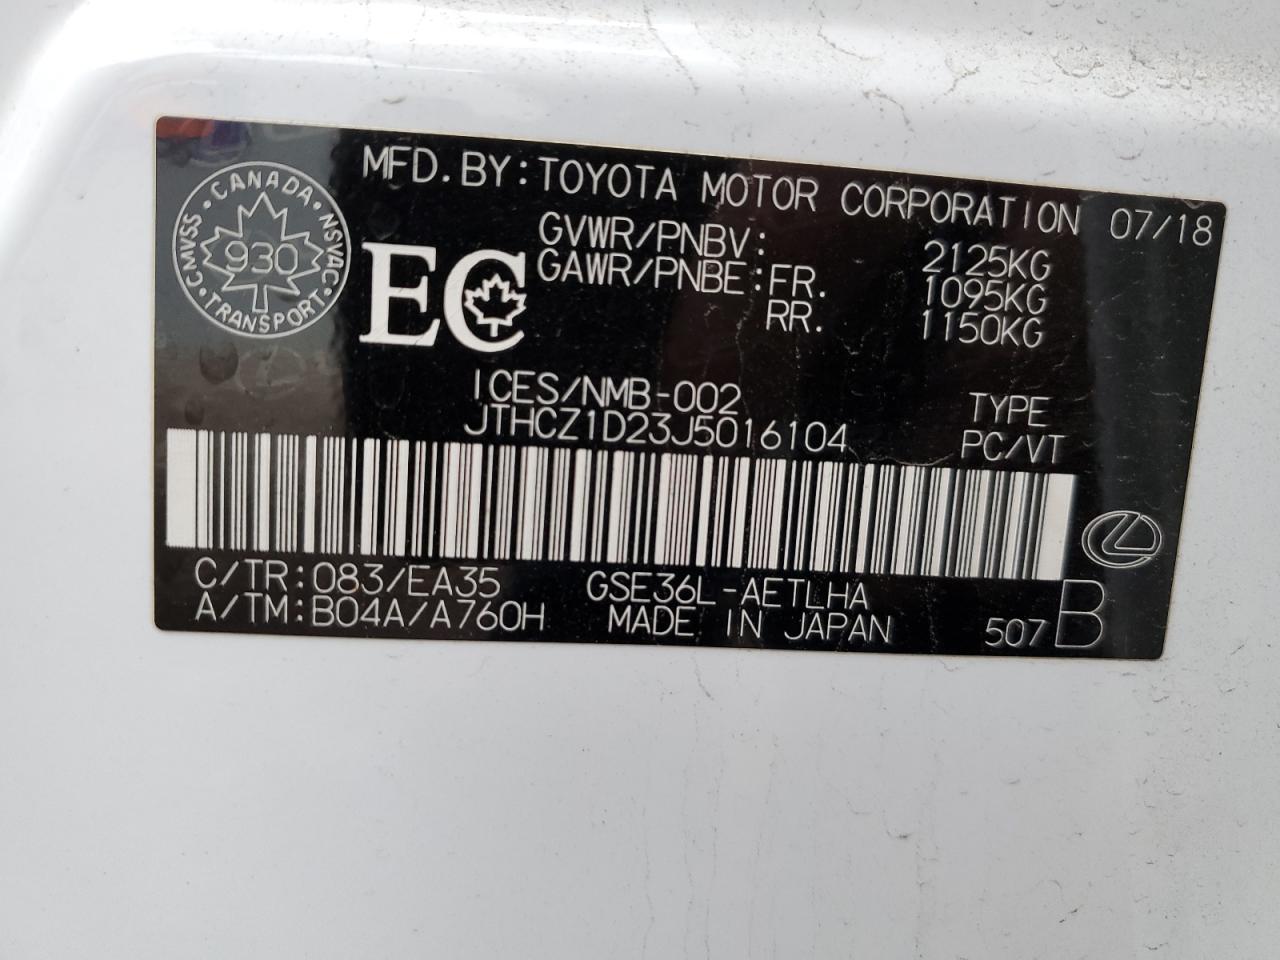 MFD.BY:TOYOTA MOTOR CORPORATION 07/18
CANADA
CMVSS 930 NSVAC
TRANSPORT
EC
GVWR/PNBV: 2125KG
GAWR/PNBE:FR. 1095KG
RR. 1150KG
ICES/NMB-002 TYPE
JTHCZ1D23J5016104 PC/VT
C/TR:083/EA35 GSE36L-AETLHA
A/TM:B04A/A760H MADE IN JAPAN 507 B